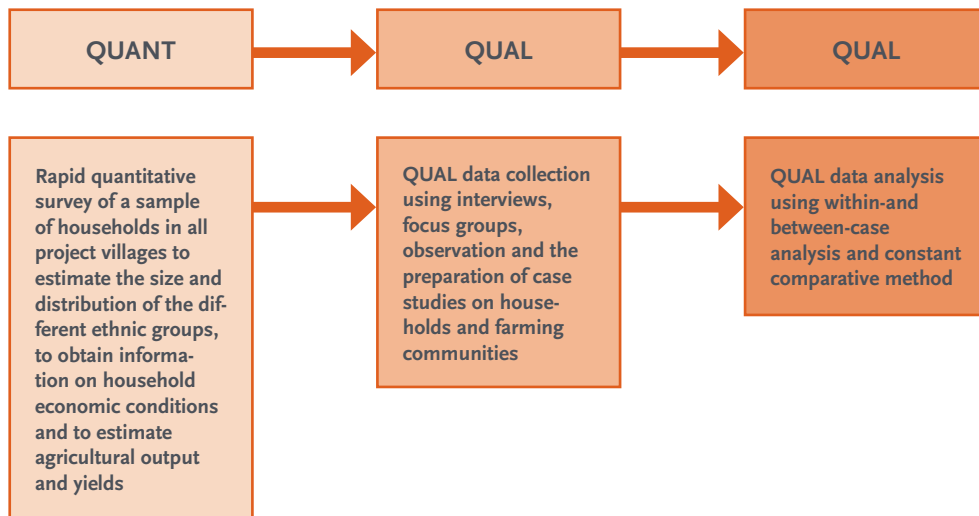 QUANT
QUAL
QUAL
Rapid quantitative
survey of a sample
of households in all
project villages to
estimate the size and
distribution of the dif-
ferent ethnic groups,
to obtain informa-
tion on household
economic conditions
and to estimate
agricultural output
and yields
QUAL data collection
using interviews,
focus groups,
observation and the
preparation of case
studies on house-
holds and farming
communities
QUAL data analysis
using within-and
between-case
analysis and constant
comparative method